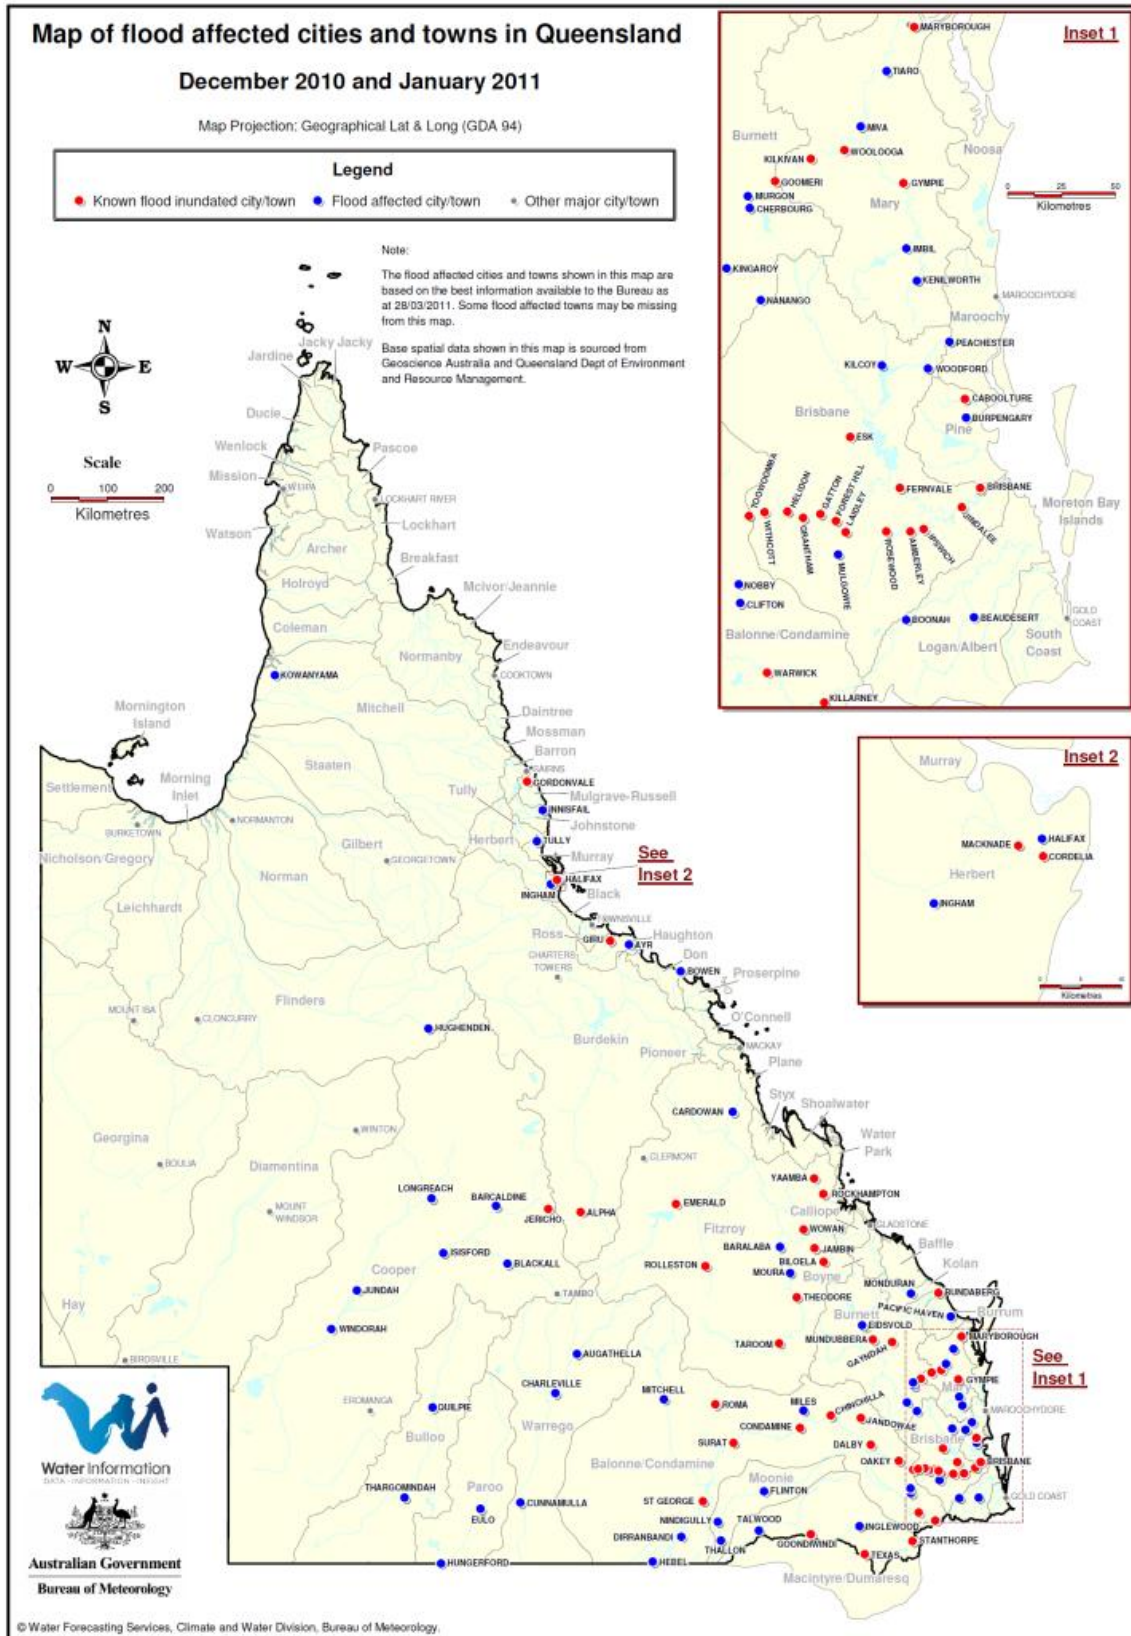 Map of flood affected cities and towns in Queensland
December 2010 and January 2011
Map Projection: Geographical Lat & Long (GDA 94)
Legend
Known flood inundated city/town
Flood affected city/town
Other major city/town
Note:
The flood affected cities and towns shown in this map are
based on the best information available to the Bureau as
at 28/03/2011. Some flood affected towns may be missing
from this map.
Base spatial data shown in this map is sourced from
Geoscience Australia and Queensland Dept of Environment
and Resource Management.
N
W
E
S
Scale
0 100 200
Kilometres
Jacky Jacky
Jardine
Ducie
Wenlock
Pascoe
Mission
WEIPA
LOCKHART RIVER
Watson
Lockhart
Archer
Breakfast
Holroyd
McIvor/Jeannie
Coleman
Endeavour
Normanby
KOWANYAMA
COOKTOWN
Mornington
Island
Mitchell
Daintree
Mossman
Staaten
Barron
CAIRNS
GORDONVALE
Settlement
Morning
Inlet
Tully
Mulgrave-Russell
INNISFAIL
BURKETOWN
NORMANTON
Johnstone
Gilbert
Herbert
TULLY
Nicholson/Gregory
GEORGETOWN
Murray
See
Inset 2
Norman
HALIFAX
INGHAM
Black
Leichhardt
TOWNSVILLE
Ross
GIRU
Haughton
AYR
CHARTERS
TOWERS
Don
BOWEN
Proserpine
Flinders
MOUNT ISA
CLONCURRY
O'Connell
HUGHENDEN
Burdekin
Pioneer
MACKAY
Plane
CARDOWAN
Styx
Shoalwater
Georgina
WINTON
Water
Park
BOULIA
Diamentina
CLERMONT
YAAMBA
LONGREACH
BARCALDINE
EMERALD
ROCKHAMPTON
MOUNT
WINDSOR
JERICHO
ALPHA
Calliope
Fitzroy
WOWAN
GLADSTONE
BARALABA
JAMBIN
Baffle
ISISFORD
BLACKALL
ROLLESTON
BILOELA
Kolan
Cooper
MOURA
Boyne
MONDURAN
JUNDAH
TAMBO
THEODORE
BUNDABERG
Hay
PACIFIC HAVEN
Burrum
WINDORAH
Burnett
EIDSVOLD
MARYBOROUGH
TAROOM
MUNDUBBERA
GAYNDAH
BIRDSVILLE
AUGATHELLA
See
Inset 1
CHARLEVILLE
MITCHELL
GYMPIE
Mary
EROMANGA
QUILPIE
ROMA
MILES
CHINCHILLA
JANDOWAE
MAROOCHYDORE
Bulloo
Warrego
CONDAMINE
SURAT
DALBY
Brisbane
Balonne/Condamine
OAKEY
BRISBANE
Moonie
THARGOMINDAH
Paroo
FLINTON
EULO
CUNNAMULLA
ST GEORGE
GOLD COAST
NINDIGULLY
TALWOOD
INGLEWOOD
DIRRANBANDI
THALLON
GOONDIWINDI
STANTHORPE
HUNGERFORD
HEBEL
TEXAS
Macintyre/Dumaresq
Inset 1
MARYBOROUGH
TIARO
MIVA
Burnett
Noosa
WOOLOOGA
KILKIVAN
GOOMERI
GYMPIE
MURGON
CHERBOURG
Mary
0 25 50
Kilometres
IMBIL
KINGAROY
KENILWORTH
NANANGO
MAROOCHYDORE
Maroochy
PEACHESTER
KILCOY
WOODFORD
CABOOLTURE
Brisbane
BURPENGARY
Pine
ESK
TOOWOOMBA
WITHCOTT
HELIDON
GRANTHAM
GATTON
FOREST HILL
LAIDLEY
MULGOWIE
FERNVALE
BRISBANE
Moreton Bay
Islands
ROSEWOOD
AMBERLEY
IPSWICH
JINDALEE
NOBBY
CLIFTON
BOONAH
BEAUDESERT
GOLD
COAST
Balonne/Condamine
Logan/Albert
South
Coast
WARWICK
KILLARNEY
Inset 2
Murray
MACKNADE
HALIFAX
CORDELIA
Herbert
INGHAM
Kilometres
Water Information
DATA - INFORMATION - INSIGHT
Australian Government
Bureau of Meteorology
© Water Forecasting Services, Climate and Water Division, Bureau of Meteorology.